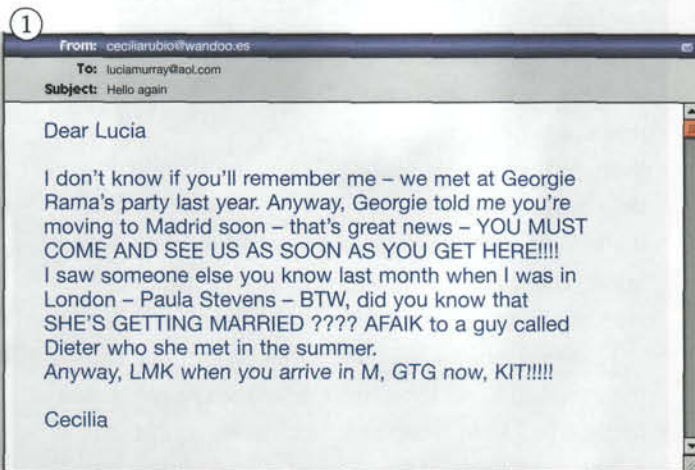 1
From: ceciliarubio@wandoo.es
To: luciamurray@aol.com
Subject: Hello again
Dear Lucia
I don't know if you'll remember me – we met at Georgie
Rama's party last year. Anyway, Georgie told me you're
moving to Madrid soon – that's great news – YOU MUST
COME AND SEE US AS SOON AS YOU GET HERE!!!!
I saw someone else you know last month when I was in
London – Paula Stevens – BTW, did you know that
SHE'S GETTING MARRIED ???? AFAIK to a guy called
Dieter who she met in the summer.
Anyway, LMK when you arrive in M, GTG now, KIT!!!!!
Cecilia